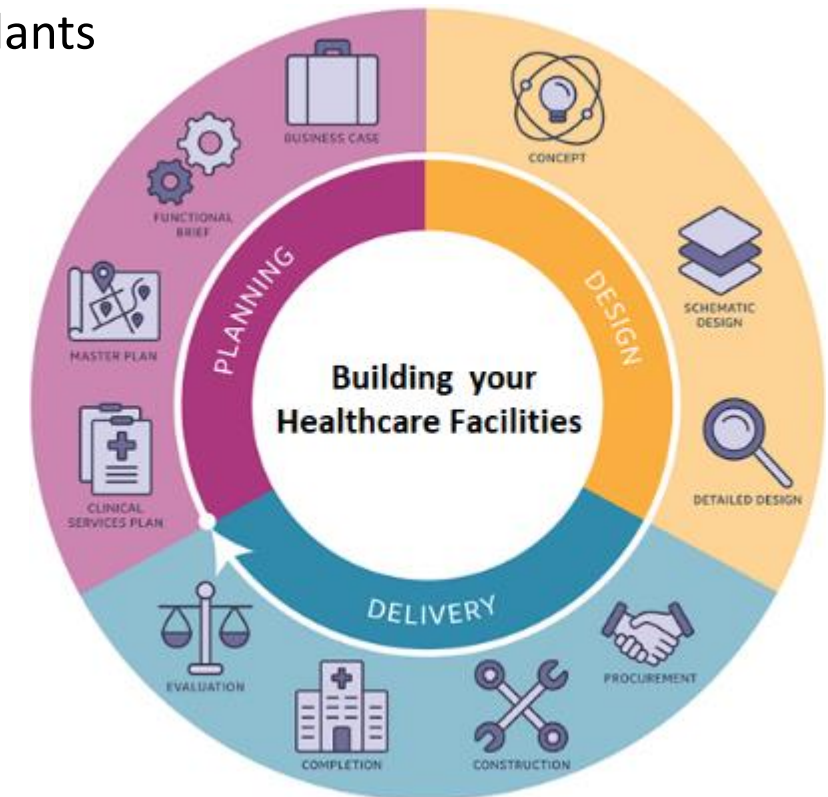 lants
BUSINESS CASE
FUNCTIONAL
BRIEF
MASTER PLAN
CLINICAL
SERVICES PLAN
CONCEPT
SCHEMATIC
DESIGN
DETAILED DESIGN
PLANNING
DESIGN
Building your
Healthcare Facilities
DELIVERY
PROCUREMENT
CONSTRUCTION
COMPLETION
EVALUATION